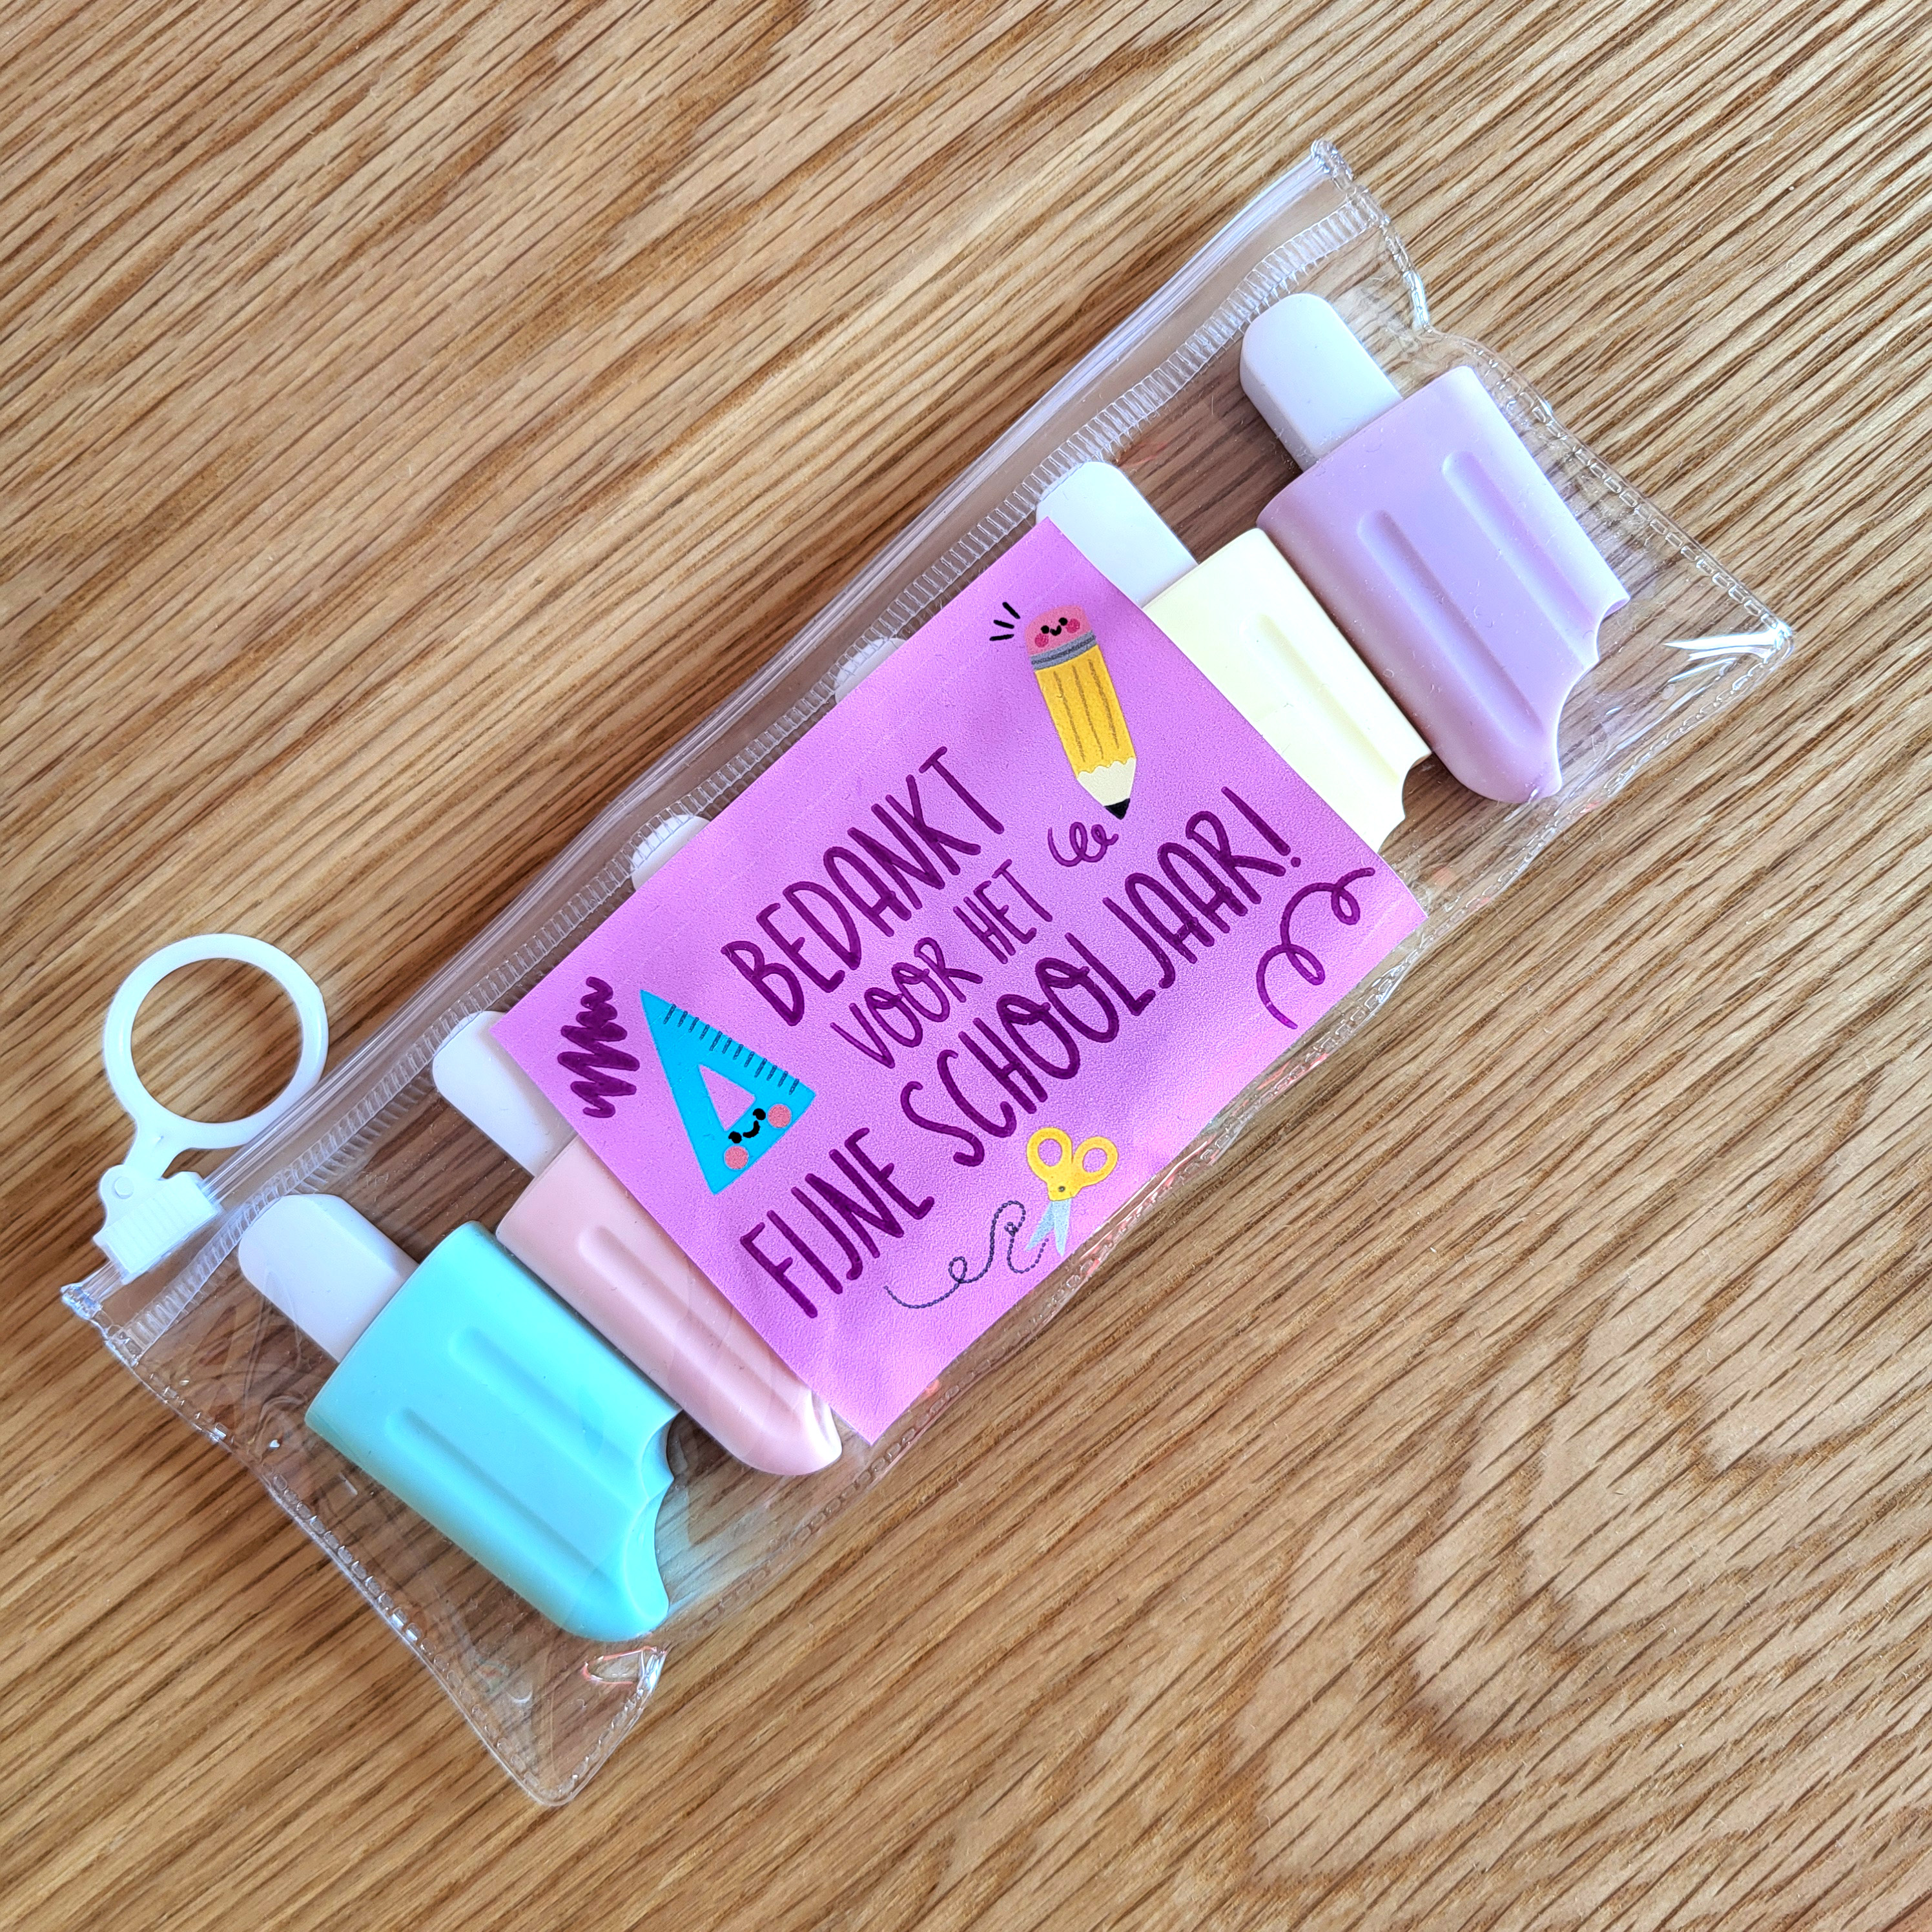 BEDANKT
VOOR HET
FIJNE SCHOOLJAAR!